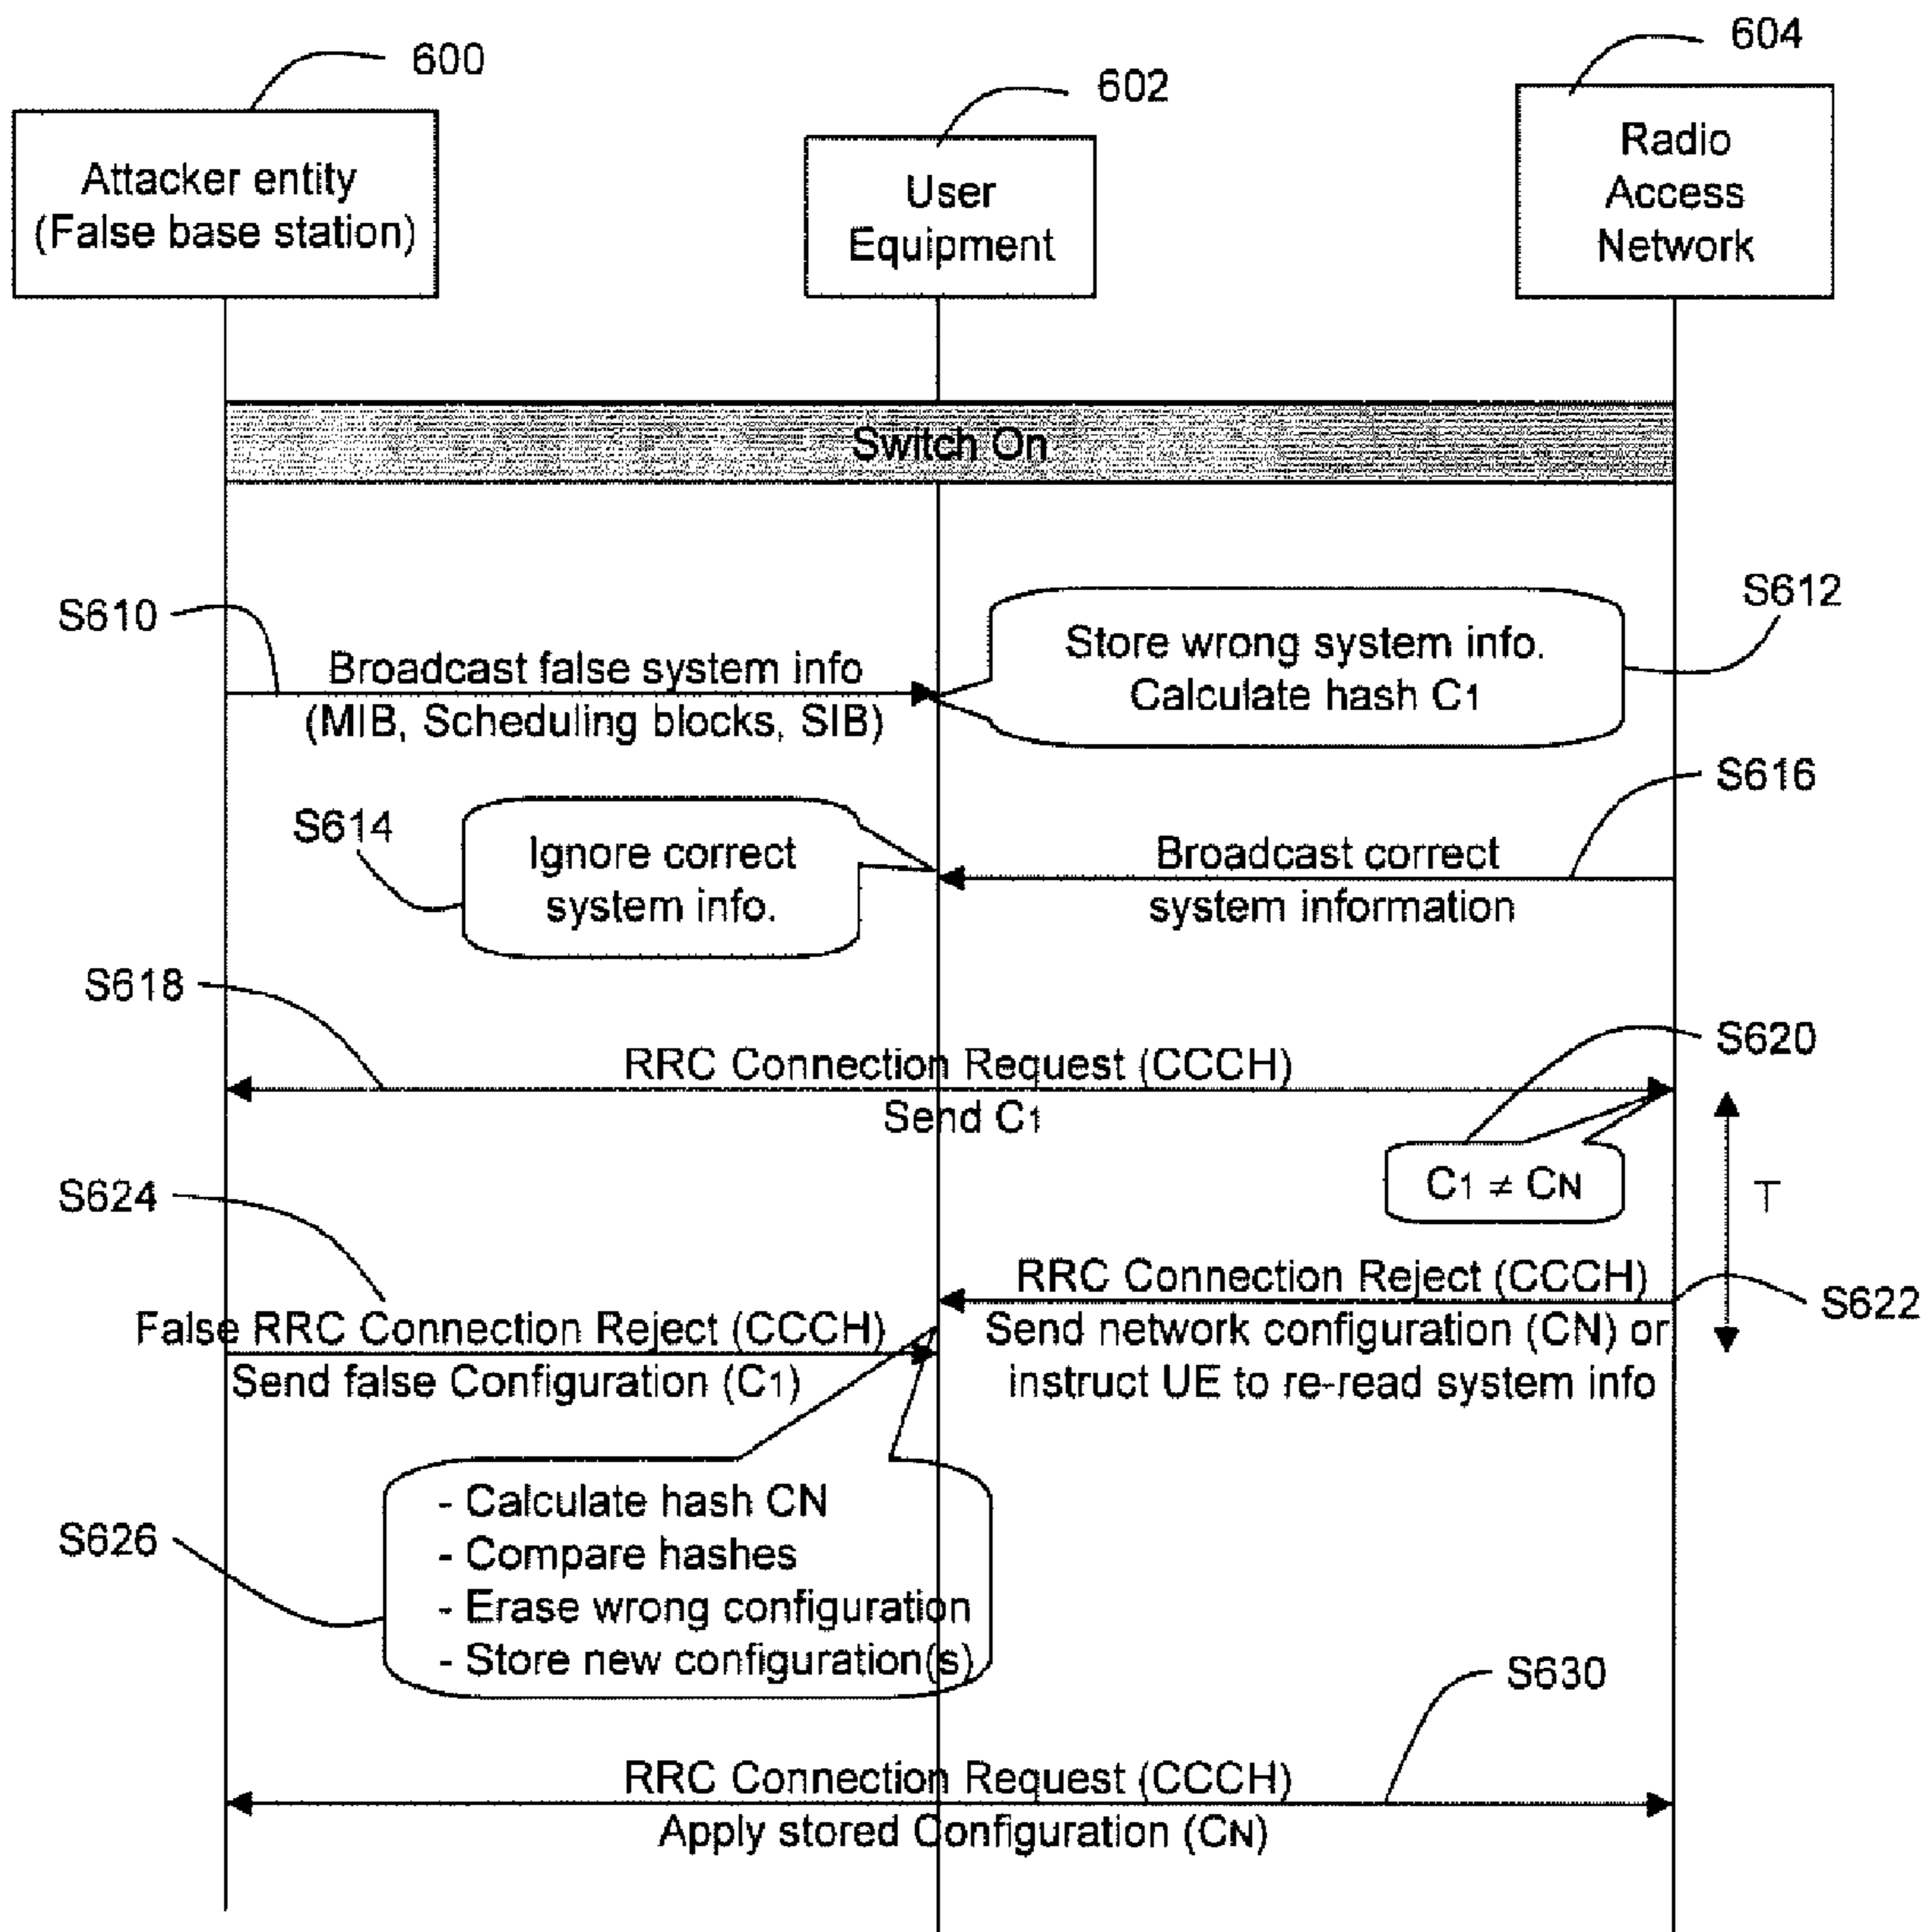 600
602
604
Attacker entity
(False base station)
User
Equipment
Radio
Access
Network
Switch On
S610
Broadcast false system info
(MIB, Scheduling blocks, SIB)
Store wrong system info.
Calculate hash C1
S612
S614
Ignore correct
system info.
S616
Broadcast correct
system information
S618
RRC Connection Request (CCCH)
Send C1
S620
C1 ≠ CN
T
S624
RRC Connection Reject (CCCH)
Send network configuration (CN) or
instruct UE to re-read system info
S622
False RRC Connection Reject (CCCH)
Send false Configuration (C1)
S626
- Calculate hash CN
- Compare hashes
- Erase wrong configuration
- Store new configuration(s)
S630
RRC Connection Request (CCCH)
Apply stored Configuration (CN)